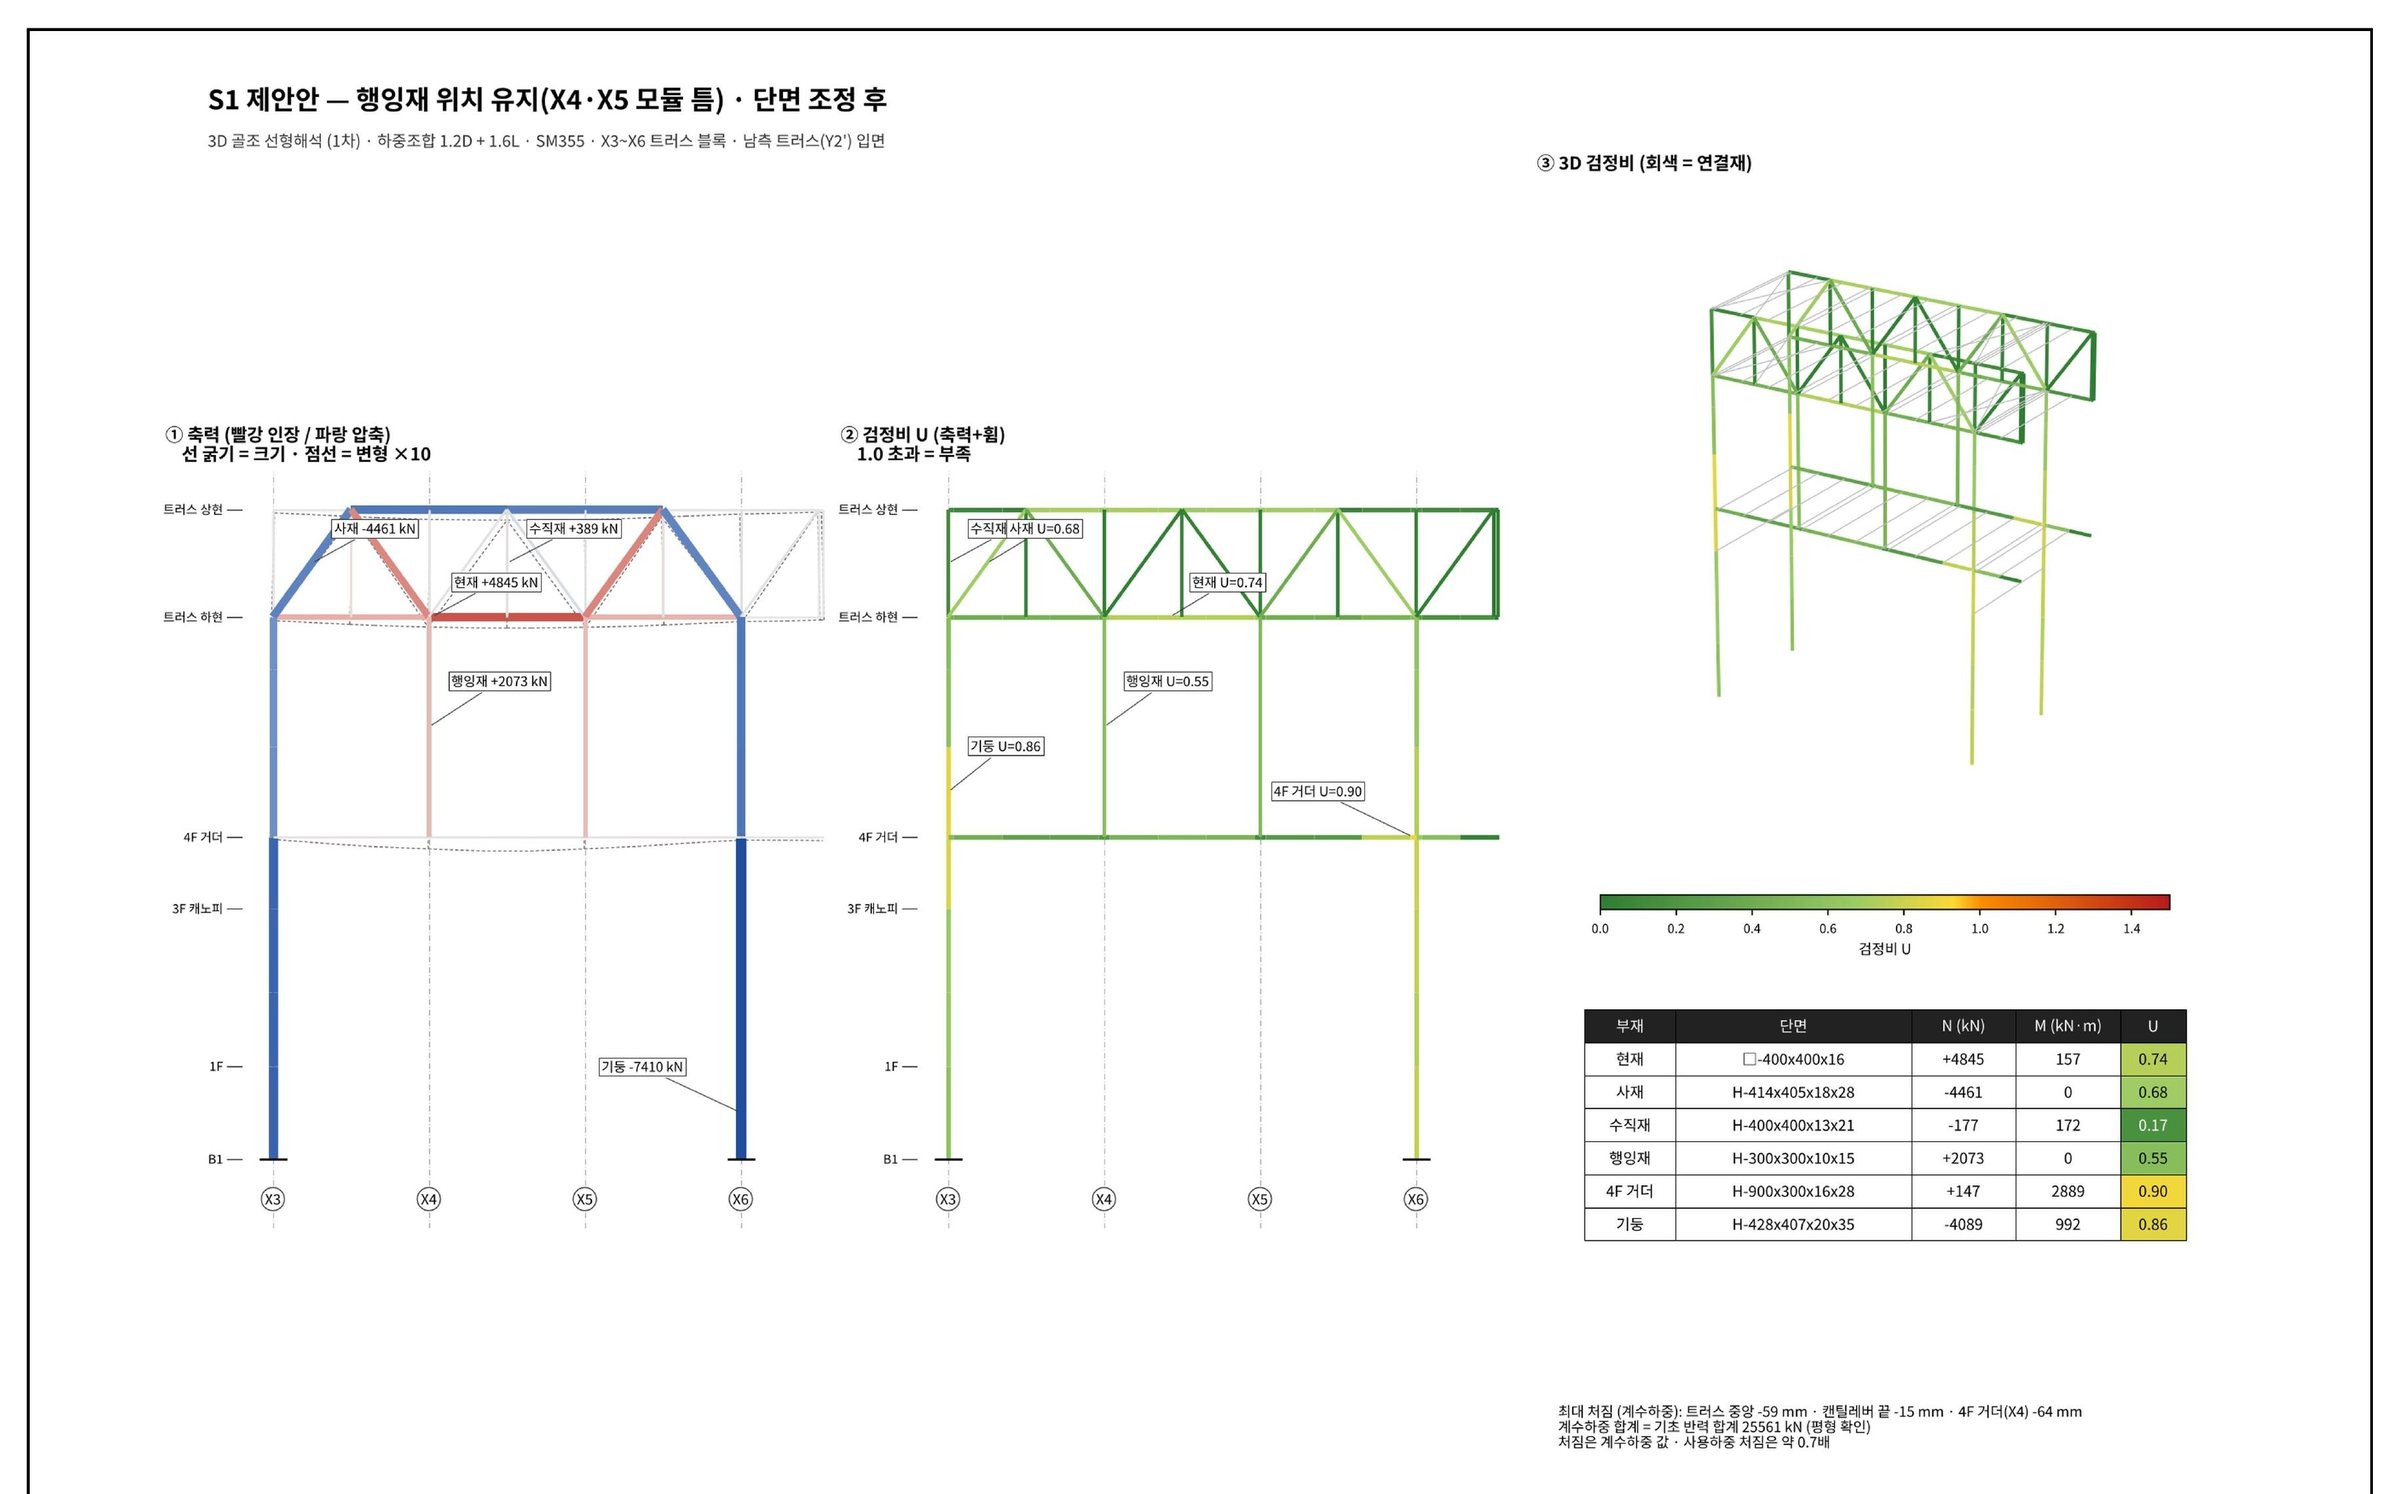 S1 제안안 — 행잉재 위치 유지(X4·X5 모듈 틈) · 단면 조정 후
3D 골조 선형해석 (1차) · 하중조합 1.2D + 1.6L · SM355 · X3~X6 트러스 블록 · 남측 트러스(Y2') 입면
① 축력 (빨강 인장 / 파랑 압축)
선 굵기 = 크기 · 점선 = 변형 ×10
트러스 상현
사재 -4461 kN
수직재 +389 kN
현재 +4845 kN
트러스 하현
행잉재 +2073 kN
4F 거더
3F 캐노피
1F
기둥 -7410 kN
B1
X3
X4
X5
X6
② 검정비 U (축력+휨)
1.0 초과 = 부족
트러스 상현
수직재
사재 U=0.68
현재 U=0.74
트러스 하현
행잉재 U=0.55
기둥 U=0.86
4F 거더 U=0.90
4F 거더
3F 캐노피
1F
B1
X3
X4
X5
X6
③ 3D 검정비 (회색 = 연결재)
0.0 0.2 0.4 0.6 0.8 1.0 1.2 1.4
검정비 U
부재 단면 N (kN) M (kN·m) U
현재 □-400x400x16 +4845 157 0.74
사재 H-414x405x18x28 -4461 0 0.68
수직재 H-400x400x13x21 -177 172 0.17
행잉재 H-300x300x10x15 +2073 0 0.55
4F 거더 H-900x300x16x28 +147 2889 0.90
기둥 H-428x407x20x35 -4089 992 0.86
최대 처짐 (계수하중): 트러스 중앙 -59 mm · 캔틸레버 끝 -15 mm · 4F 거더(X4) -64 mm
계수하중 합계 = 기초 반력 합계 25561 kN (평형 확인)
처짐은 계수하중 값 · 사용하중 처짐은 약 0.7배